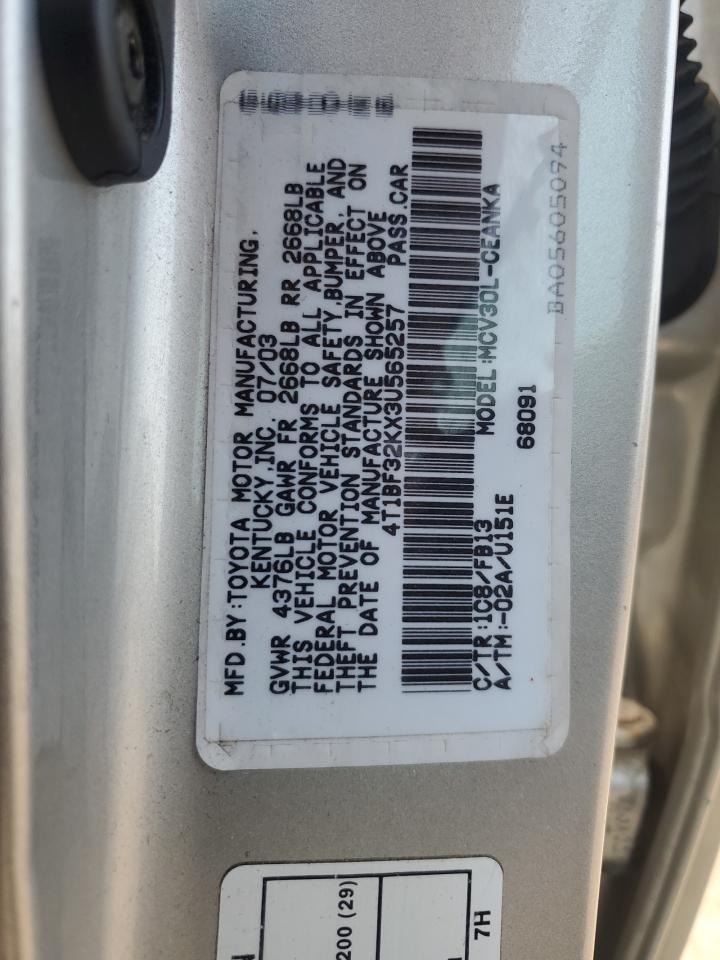 MFD.BY:TOYOTA MOTOR MANUFACTURING,
KENTUCKY,INC. 07/03
GVWR 4376LB GAWR FR 2668LB RR 2668LB
THIS VEHICLE CONFORMS TO ALL APPLICABLE
FEDERAL MOTOR VEHICLE SAFETY,BUMPER, AND
THEFT PREVENTION STANDARDS IN EFFECT ON
THE DATE OF MANUFACTURE SHOWN ABOVE
4T1BF32KX3U565257 PASS.CAR
C/TR:1C8/FB13 MODEL:MCV30L-CEANKA
A/TM:-02A/U151E 68091
BA05605094
200 (29)
7H